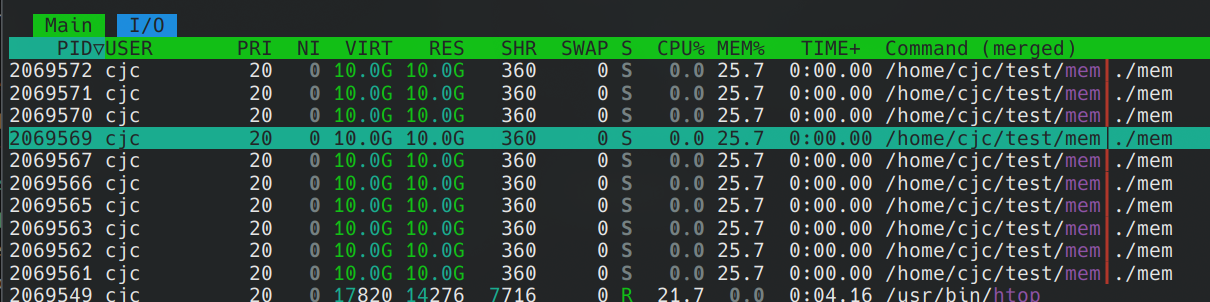 Main I/O
PID▽USER PRI NI VIRT RES SHR SWAP S CPU% MEM% TIME+ Command (merged)
2069572 cjc 20 0 10.0G 10.0G 360 0 S 0.0 25.7 0:00.00 /home/cjc/test/mem│./mem
2069571 cjc 20 0 10.0G 10.0G 360 0 S 0.0 25.7 0:00.00 /home/cjc/test/mem│./mem
2069570 cjc 20 0 10.0G 10.0G 360 0 S 0.0 25.7 0:00.00 /home/cjc/test/mem│./mem
2069569 cjc 20 0 10.0G 10.0G 360 0 S 0.0 25.7 0:00.00 /home/cjc/test/mem│./mem
2069567 cjc 20 0 10.0G 10.0G 360 0 S 0.0 25.7 0:00.00 /home/cjc/test/mem│./mem
2069566 cjc 20 0 10.0G 10.0G 360 0 S 0.0 25.7 0:00.00 /home/cjc/test/mem│./mem
2069565 cjc 20 0 10.0G 10.0G 360 0 S 0.0 25.7 0:00.00 /home/cjc/test/mem│./mem
2069563 cjc 20 0 10.0G 10.0G 360 0 S 0.0 25.7 0:00.00 /home/cjc/test/mem│./mem
2069562 cjc 20 0 10.0G 10.0G 360 0 S 0.0 25.7 0:00.00 /home/cjc/test/mem│./mem
2069561 cjc 20 0 10.0G 10.0G 360 0 S 0.0 25.7 0:00.00 /home/cjc/test/mem│./mem
2069549 cjc 20 0 17820 14276 7716 0 R 21.7 0.0 0:04.16 /usr/bin/htop